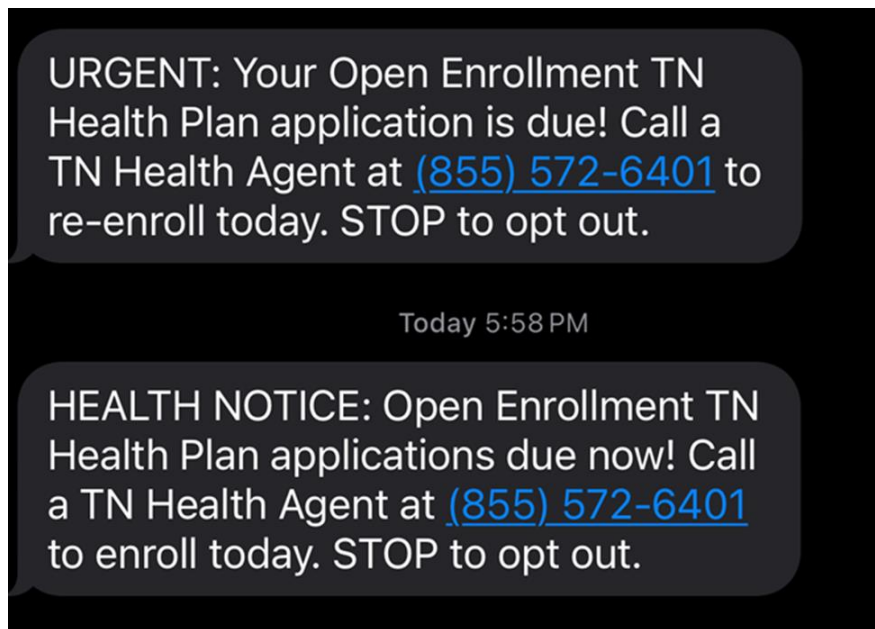 URGENT: Your Open Enrollment TN
Health Plan application is due! Call a
TN Health Agent at (855) 572-6401 to
re-enroll today. STOP to opt out.
Today 5:58 PM
HEALTH NOTICE: Open Enrollment TN
Health Plan applications due now! Call
a TN Health Agent at (855) 572-6401
to enroll today. STOP to opt out.